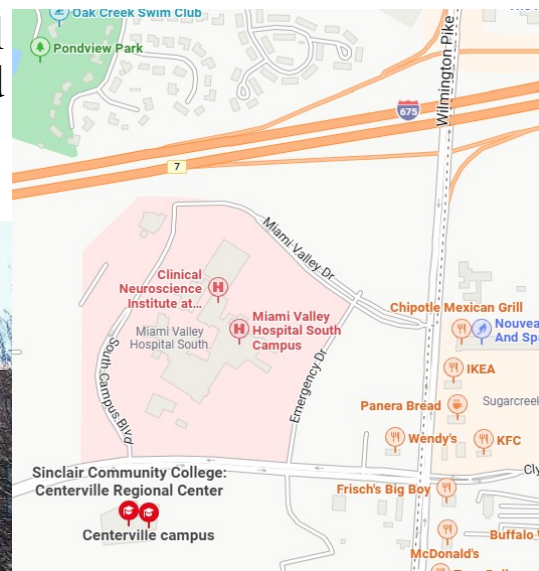 Oak Creek Swim Club
Pondview Park
Wilmington Pike
675
7
Miami Valley Dr
Clinical
Neuroscience
Institute at...
H
Miami Valley
Hospital South
Miami Valley
Hospital South
Campus
H
South Campus Blvd
Emergency Dr
Chipotle Mexican Grill
Nouvea
And Spa
IKEA
Panera Bread
Sugarcreek
Wendy's
KFC
Sinclair Community College:
Centerville Regional Center
Centerville campus
Cly
Frisch's Big Boy
McDonald's
Buffalo W